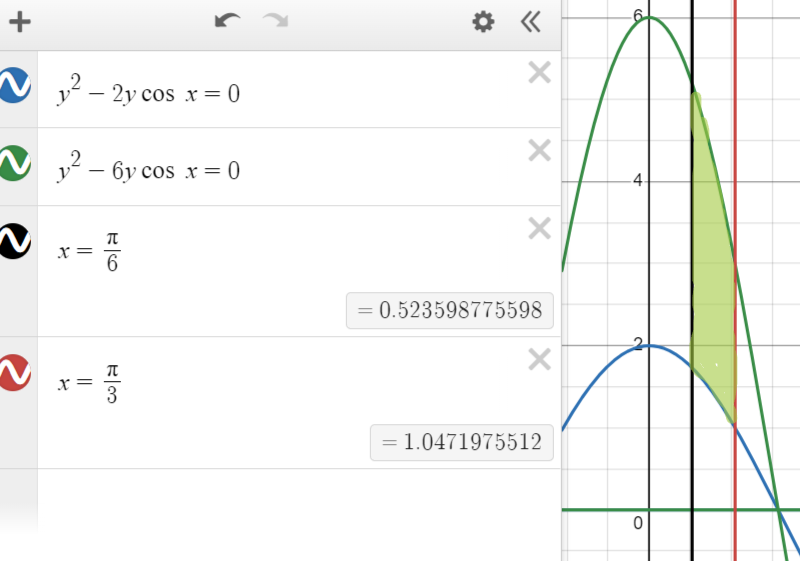 y² − 2y cos x = 0
y² − 6y cos x = 0
x = π/6
= 0.523598775598
x = π/3
= 1.0471975512
6
4
2
0